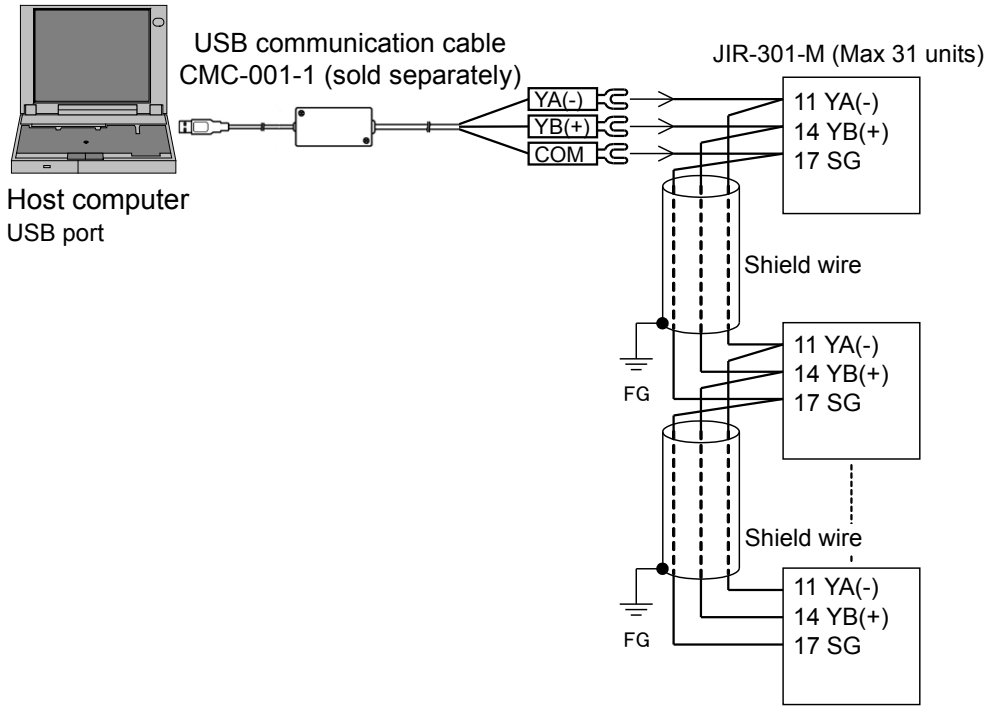 USB communication cable
CMC-001-1 (sold separately)
JIR-301-M (Max 31 units)
YA(-)
YB(+)
COM
11 YA(-)
14 YB(+)
17 SG
Host computer
USB port
Shield wire
FG
11 YA(-)
14 YB(+)
17 SG
Shield wire
FG
11 YA(-)
14 YB(+)
17 SG